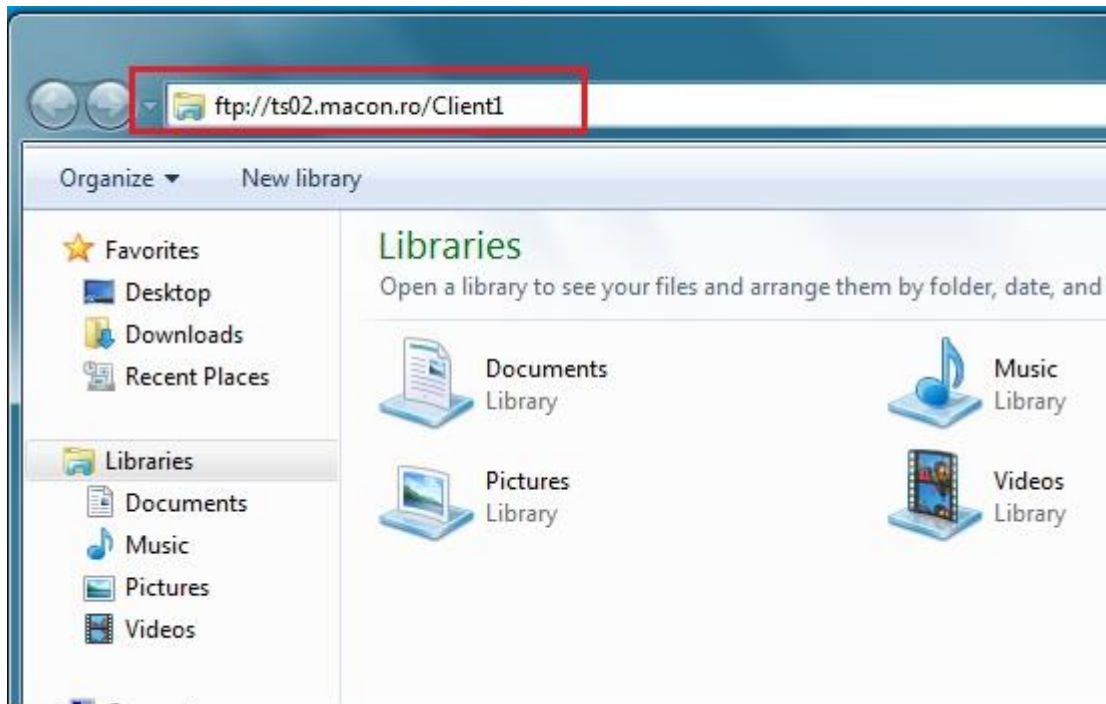 ftp://ts02.macon.ro/Client1
Organize
New library
Favorites
Desktop
Downloads
Recent Places
Libraries
Documents
Music
Pictures
Videos
Libraries
Open a library to see your files and arrange them by folder, date, and
Documents
Library
Music
Library
Pictures
Library
Videos
Library